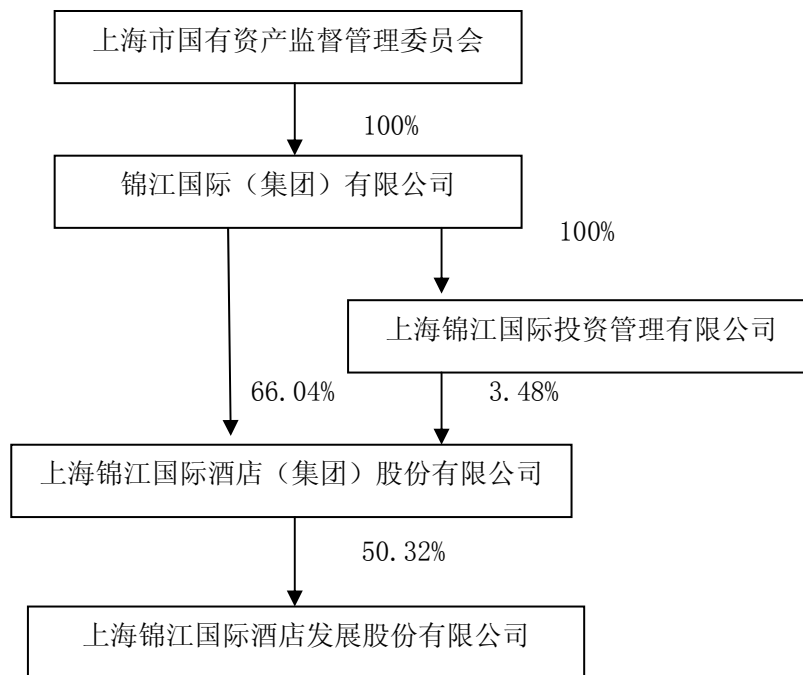 上海市国有资产监督管理委员会
100%
锦江国际（集团）有限公司
100%
上海锦江国际投资管理有限公司
66.04%
3.48%
上海锦江国际酒店（集团）股份有限公司
50.32%
上海锦江国际酒店发展股份有限公司